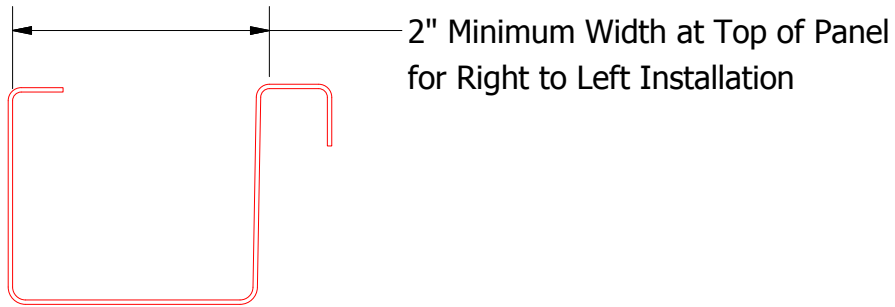 2" Minimum Width at Top of Panel
for Right to Left Installation